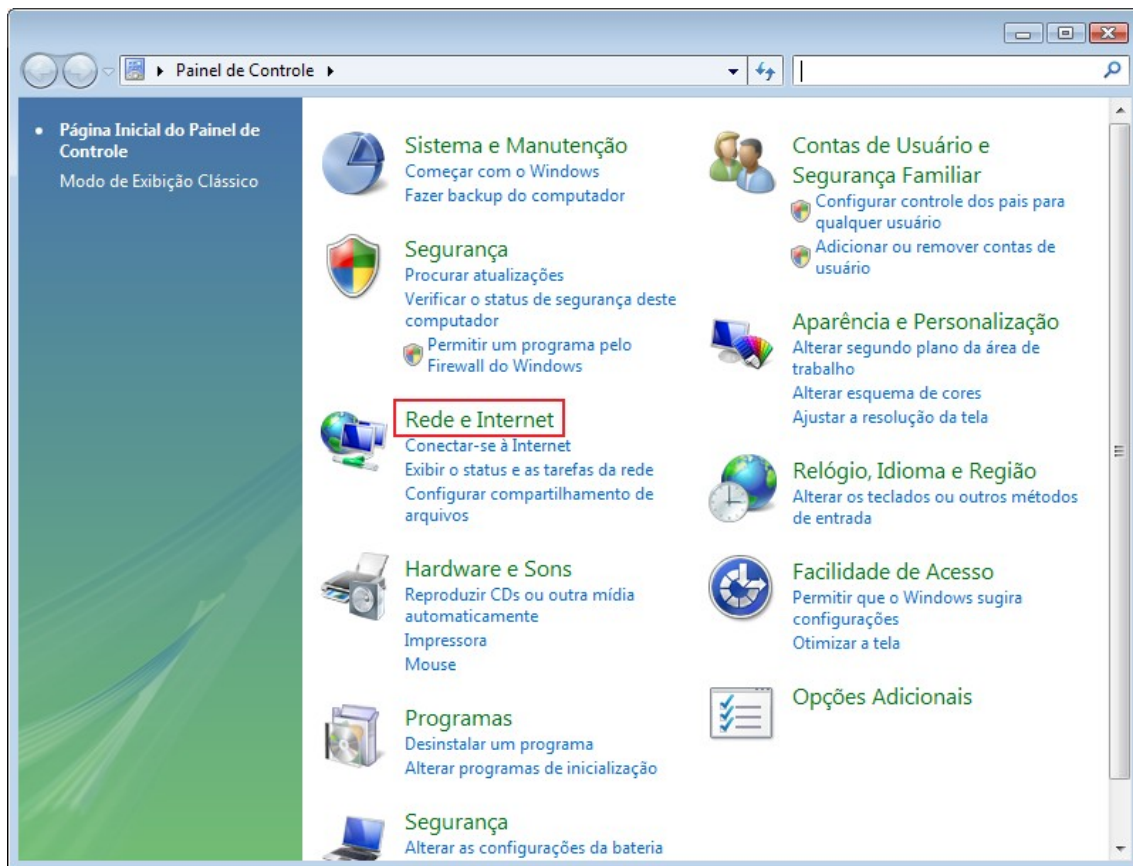 Painel de Controle
Página Inicial do Painel de
Controle
Modo de Exibição Clássico
Sistema e Manutenção
Começar com o Windows
Fazer backup do computador
Segurança
Procurar atualizações
Verificar o status de segurança deste
computador
Permitir um programa pelo
Firewall do Windows
Rede e Internet
Conectar-se à Internet
Exibir o status e as tarefas da rede
Configurar compartilhamento de
arquivos
Hardware e Sons
Reproduzir CDs ou outra mídia
automaticamente
Impressora
Mouse
Programas
Desinstalar um programa
Alterar programas de inicialização
Segurança
Alterar as configurações da bateria
Contas de Usuário e
Segurança Familiar
Configurar controle dos pais para
qualquer usuário
Adicionar ou remover contas de
usuário
Aparência e Personalização
Alterar segundo plano da área de
trabalho
Alterar esquema de cores
Ajustar a resolução da tela
Relógio, Idioma e Região
Alterar os teclados ou outros métodos
de entrada
Facilidade de Acesso
Permitir que o Windows sugira
configurações
Otimizar a tela
Opções Adicionais